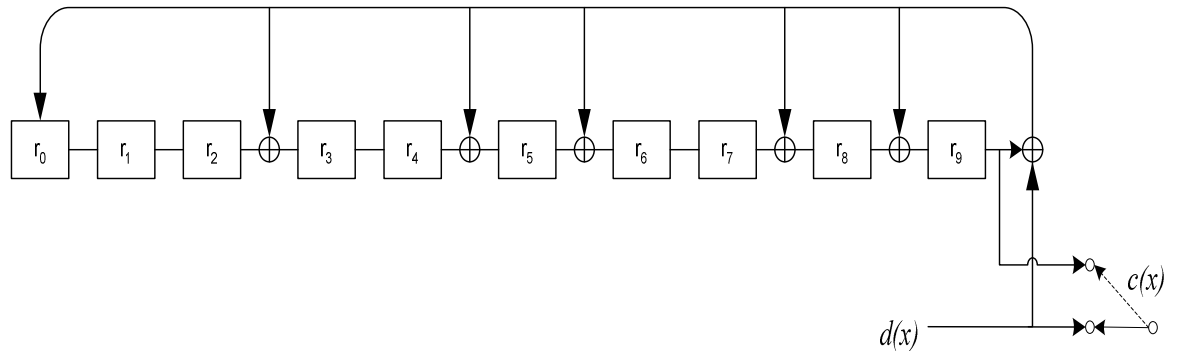 r₀ r₁ r₂ r₃ r₄ r₅ r₆ r₇ r₈ r₉
c(x)
d(x)